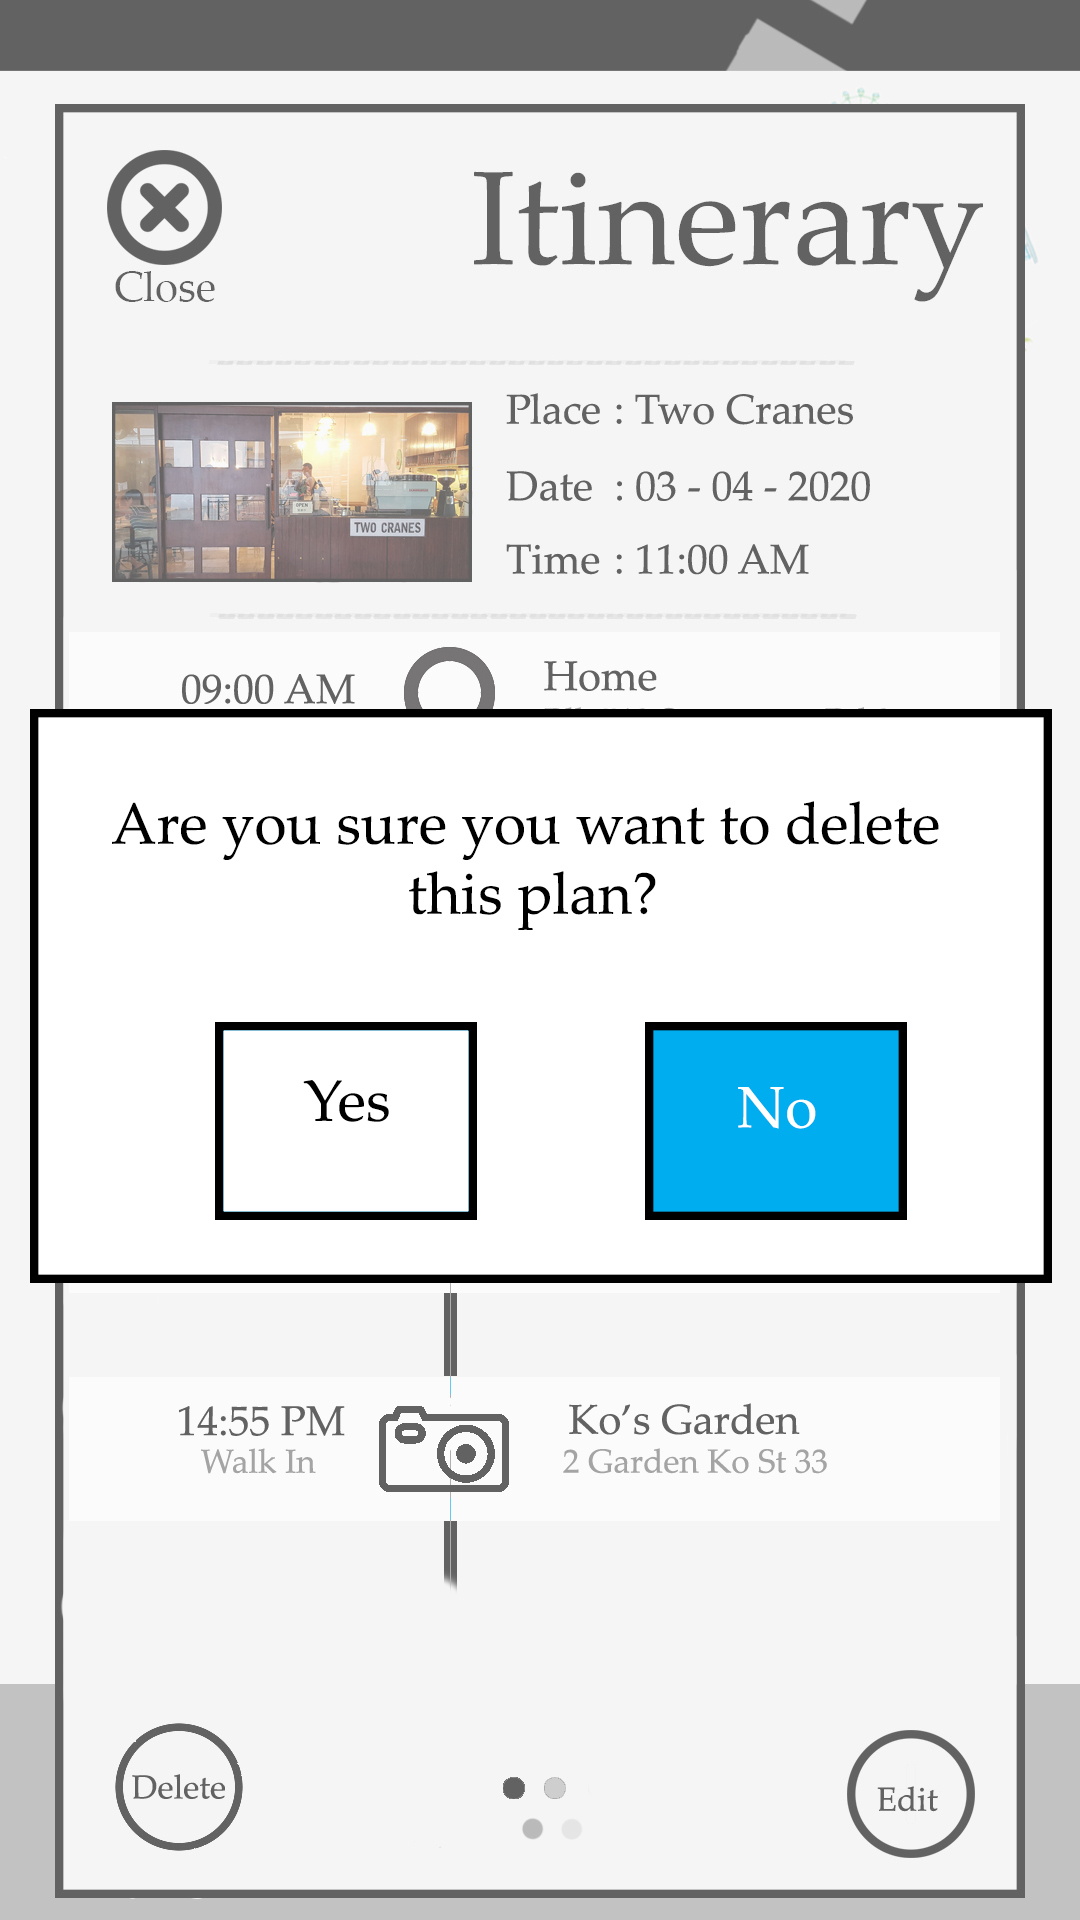 Itinerary
Close
Place : Two Cranes
Date : 03 - 04 - 2020
Time : 11:00 AM
OPEN
TWO CRANES
09:00 AM
Home
Are you sure you want to delete
this plan?
Yes
No
14:55 PM
Ko’s Garden
Walk In
2 Garden Ko St 33
Delete
Edit